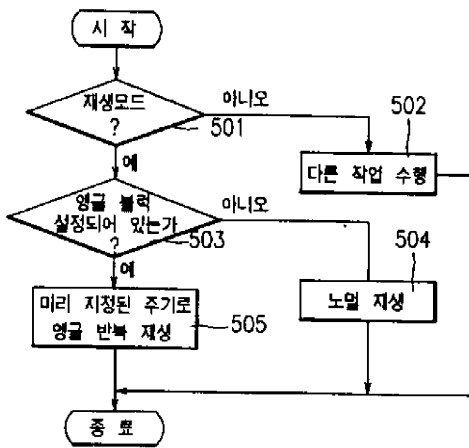 시 작
재생모드
?
501
아니오
502
다른 작업 수행
예
앵글 블럭
설정되어 있는가
?
503
아니오
504
노멀 재생
예
미리 지정된 주기로
앵글 반복 재생
505
종 료